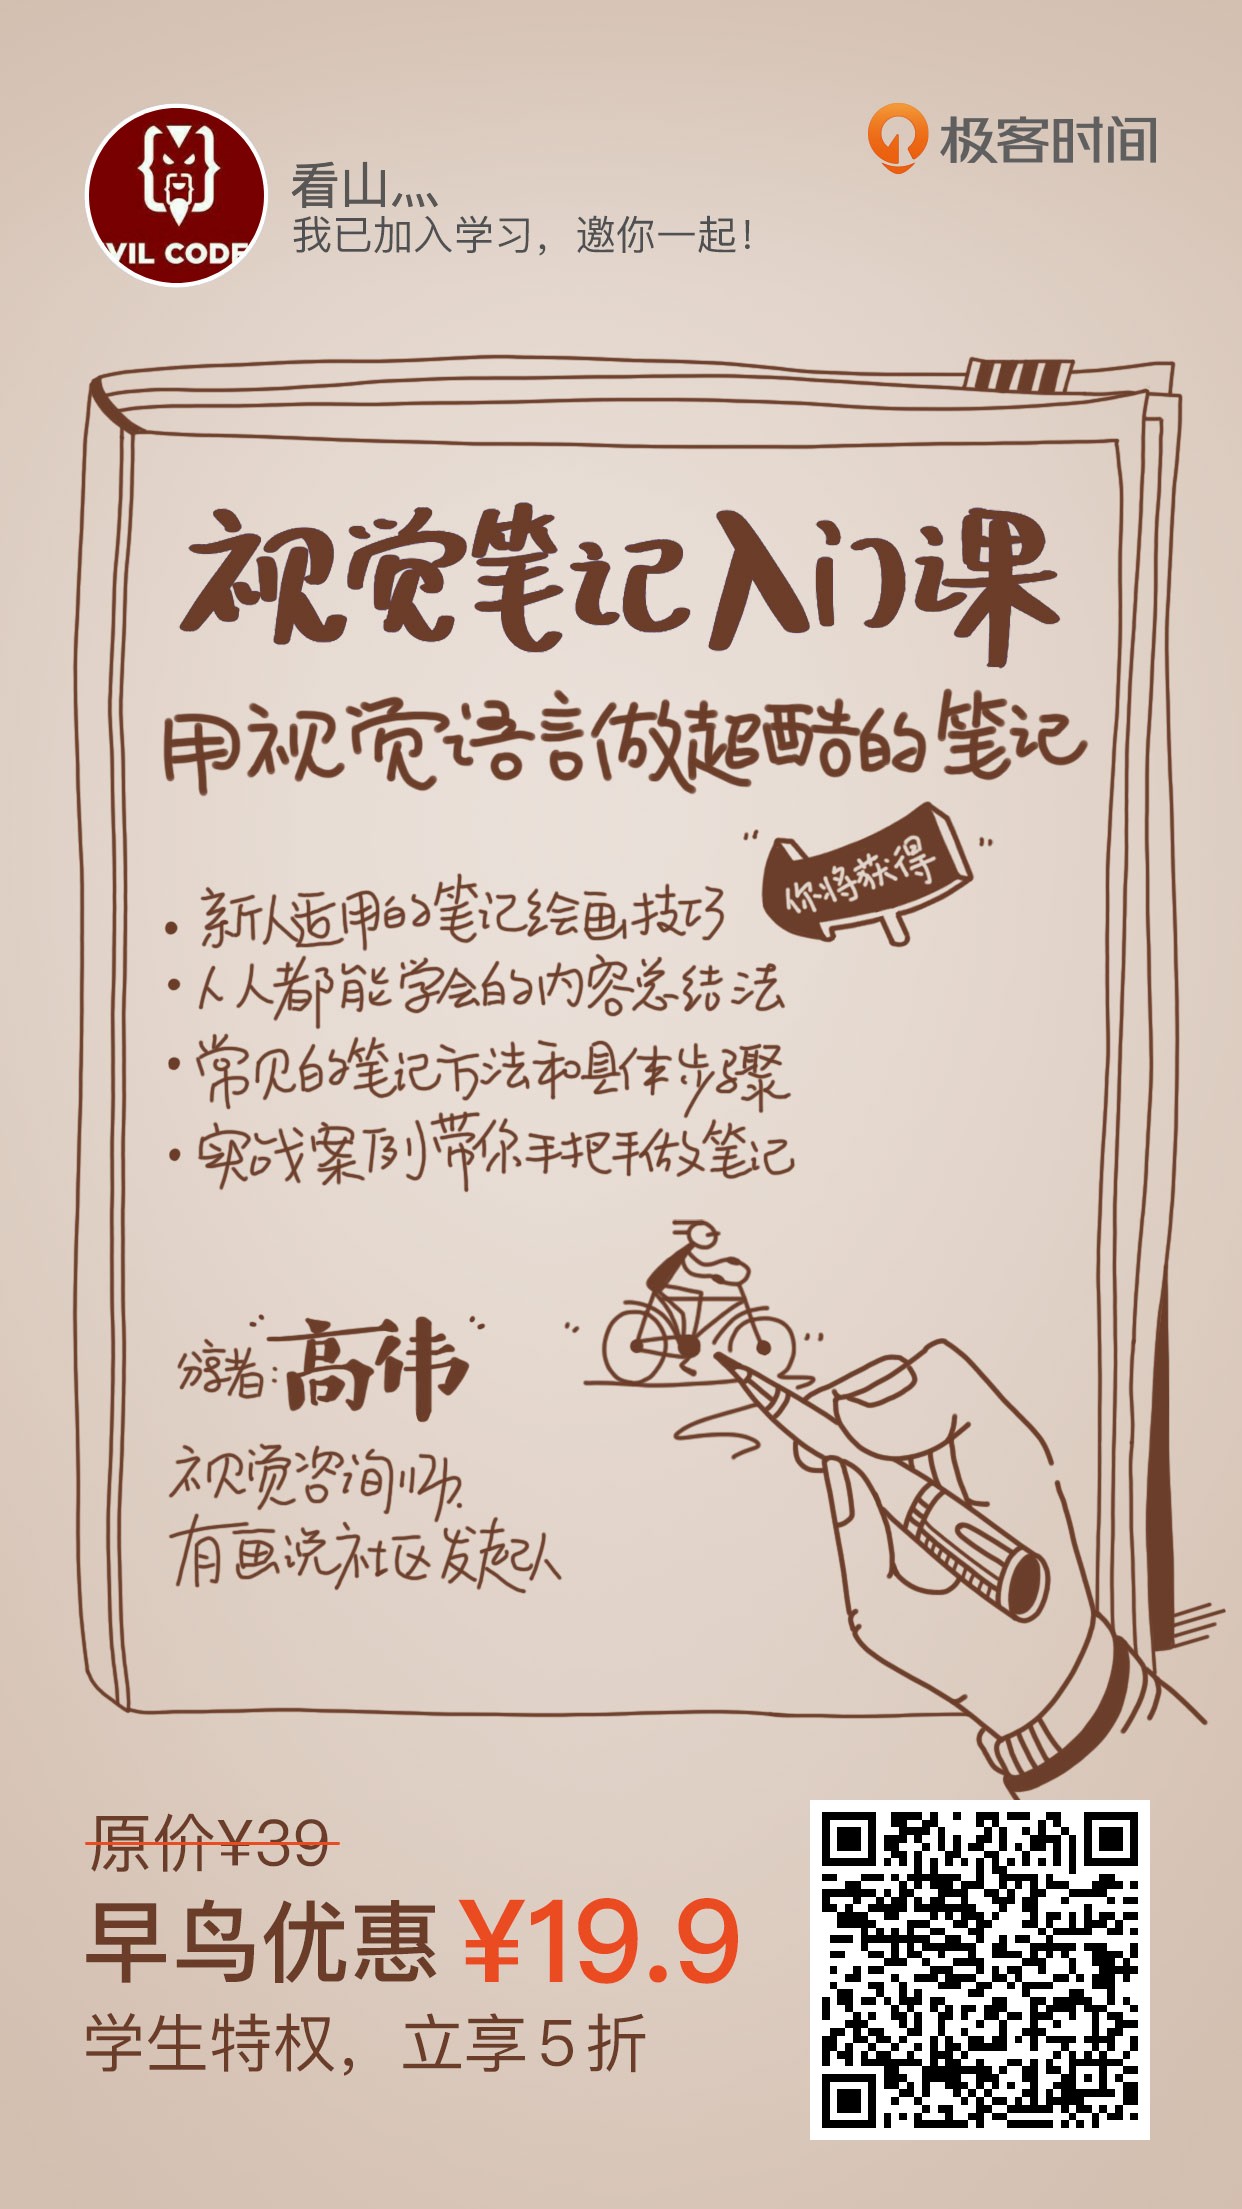 极客时间
VIL CODE
看山灬
我已加入学习，邀你一起！
视觉笔记入门课
用视觉语言做超酷的笔记
你将获得
• 新人适用的笔记绘画技巧
• 人人都能学会的内容总结法
• 常见的笔记方法和具体步骤
• 实战案例带你手把手做笔记
分享者：高伟
视觉咨询师.
有画说社区发起人
原价¥39
早鸟优惠 ¥19.9
学生特权，立享 5 折